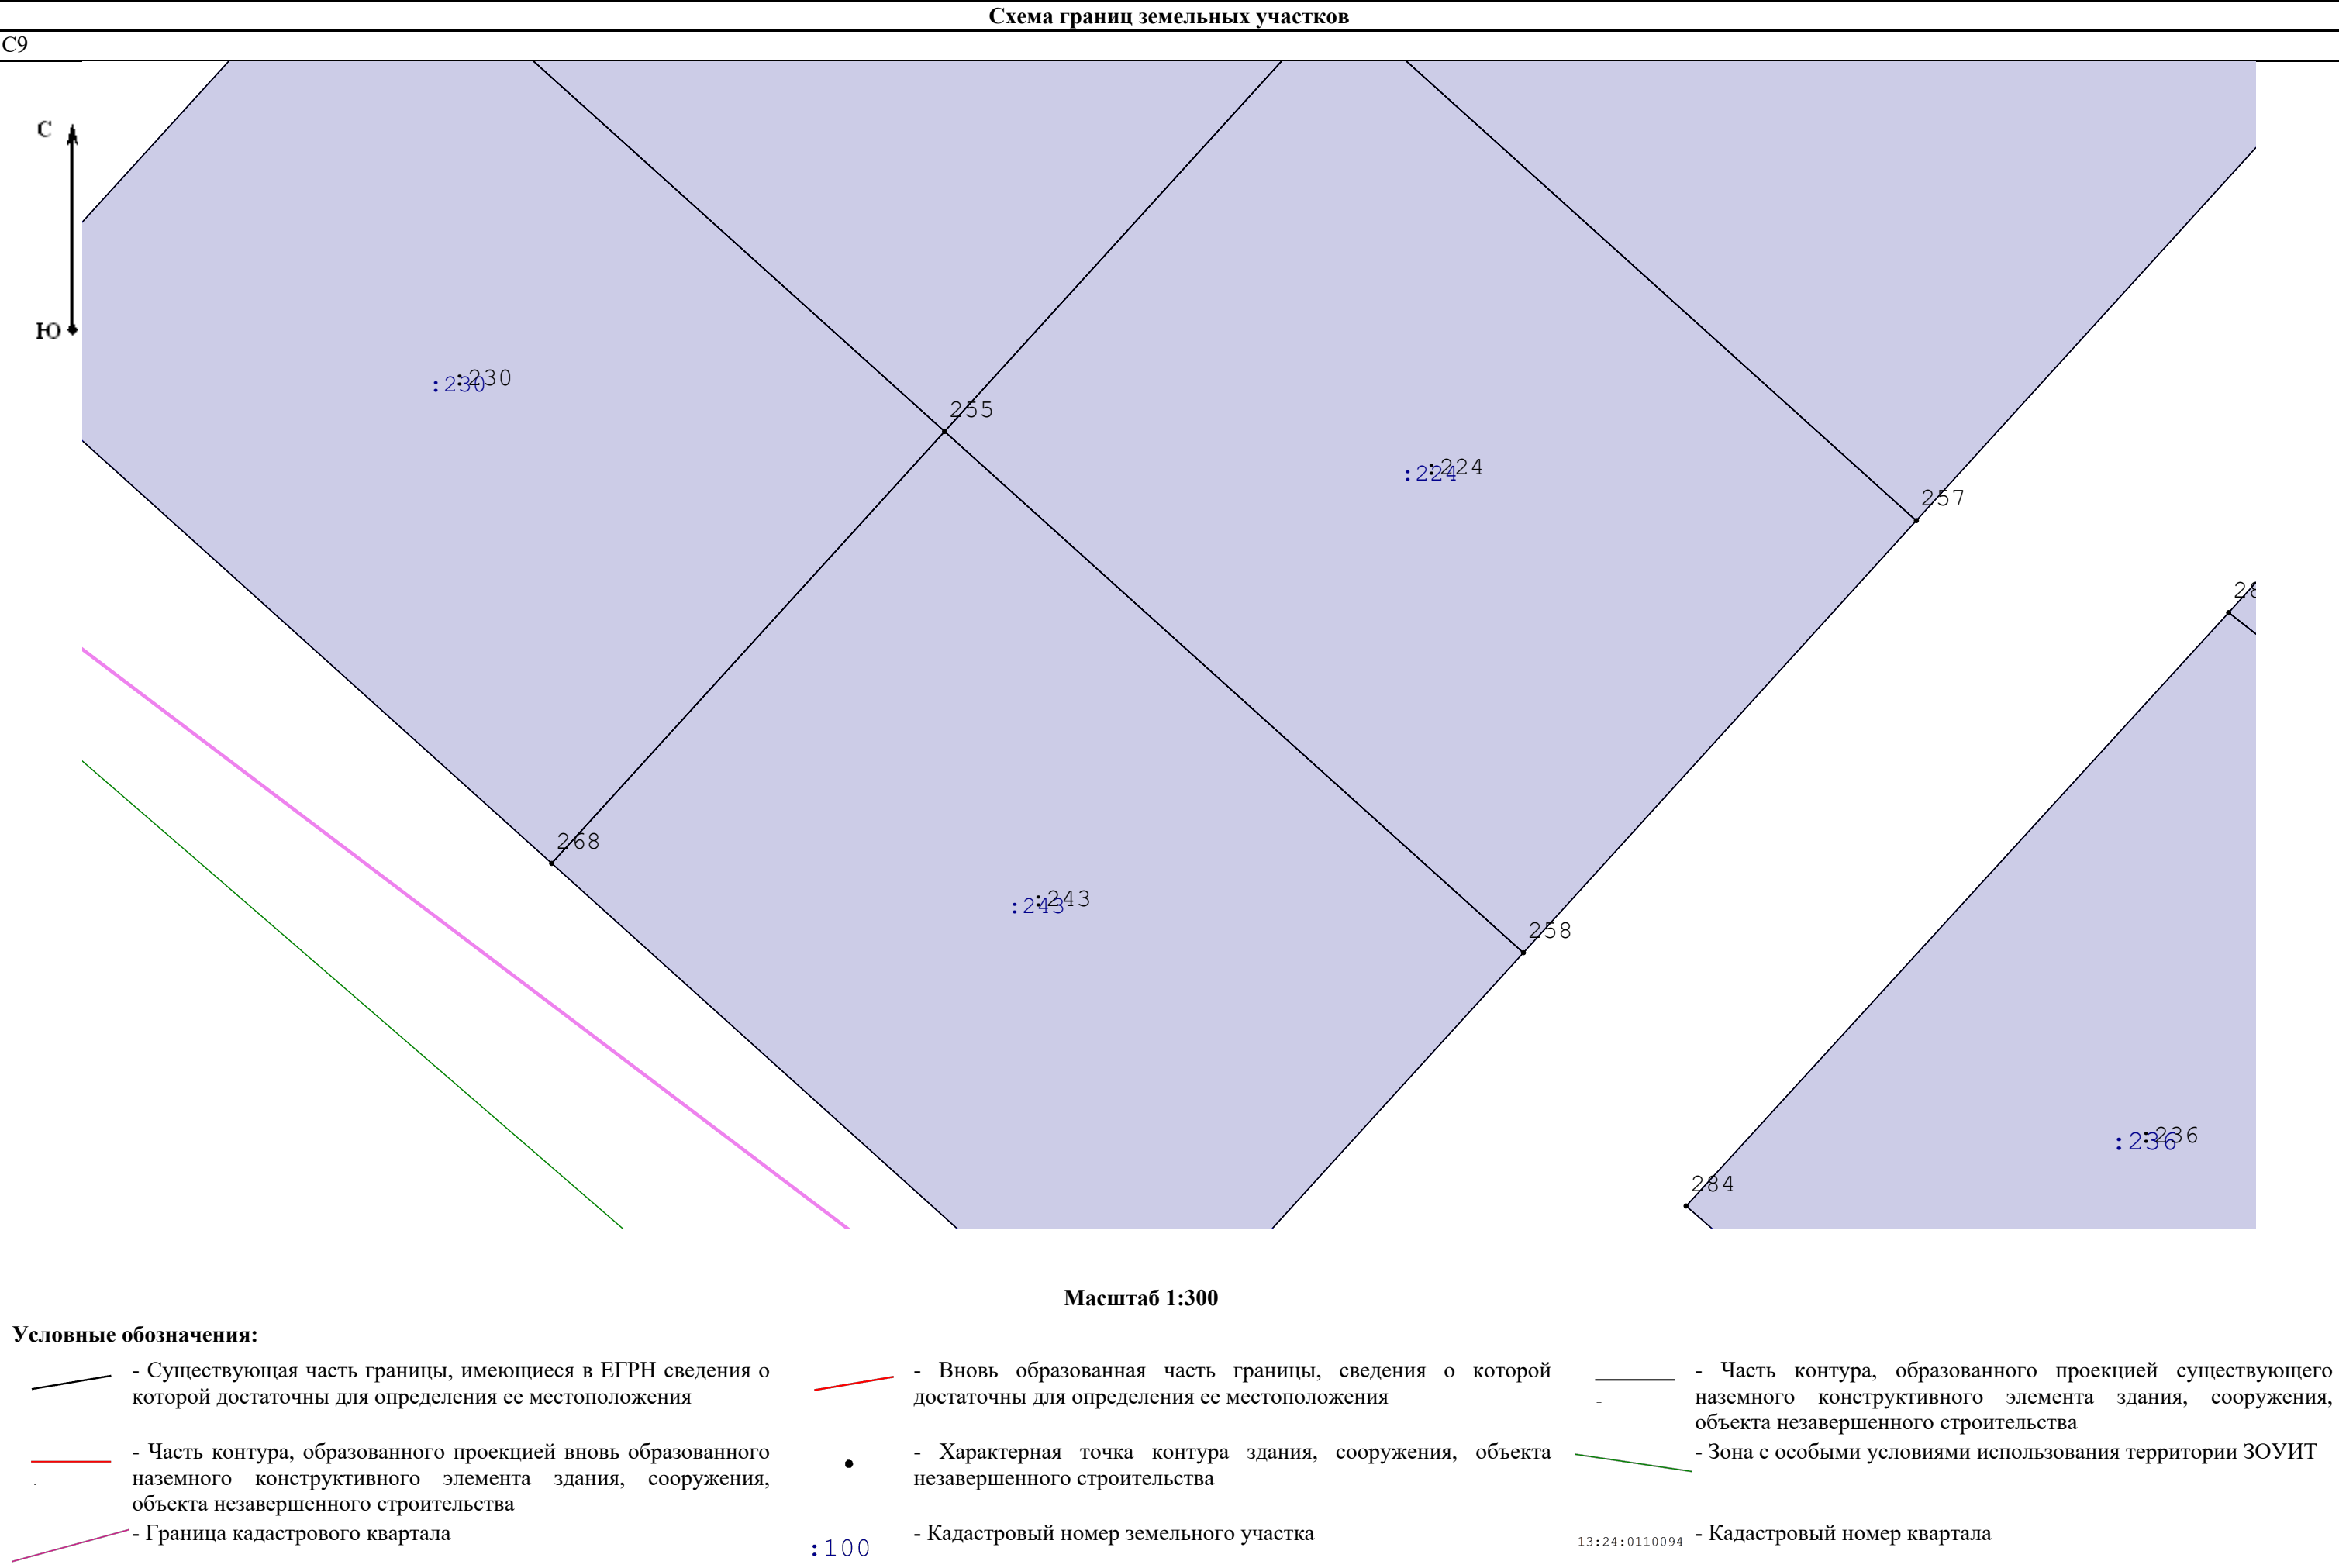 Схема границ земельных участков
С9
С
Ю
:230
:230
255
:224
:224
257
28
268
:243
:243
258
:236
:236
284
Масштаб 1:300
Условные обозначения:
- Существующая часть границы, имеющиеся в ЕГРН сведения о
которой достаточны для определения ее местоположения
- Вновь образованная часть границы, сведения о которой
достаточны для определения ее местоположения
- Часть контура, образованного проекцией существующего
наземного конструктивного элемента здания, сооружения,
объекта незавершенного строительства
- Часть контура, образованного проекцией вновь образованного
наземного конструктивного элемента здания, сооружения,
объекта незавершенного строительства
- Характерная точка контура здания, сооружения, объекта
незавершенного строительства
- Зона с особыми условиями использования территории ЗОУИТ
- Граница кадастрового квартала
:100
- Кадастровый номер земельного участка
13:24:0110094
- Кадастровый номер квартала